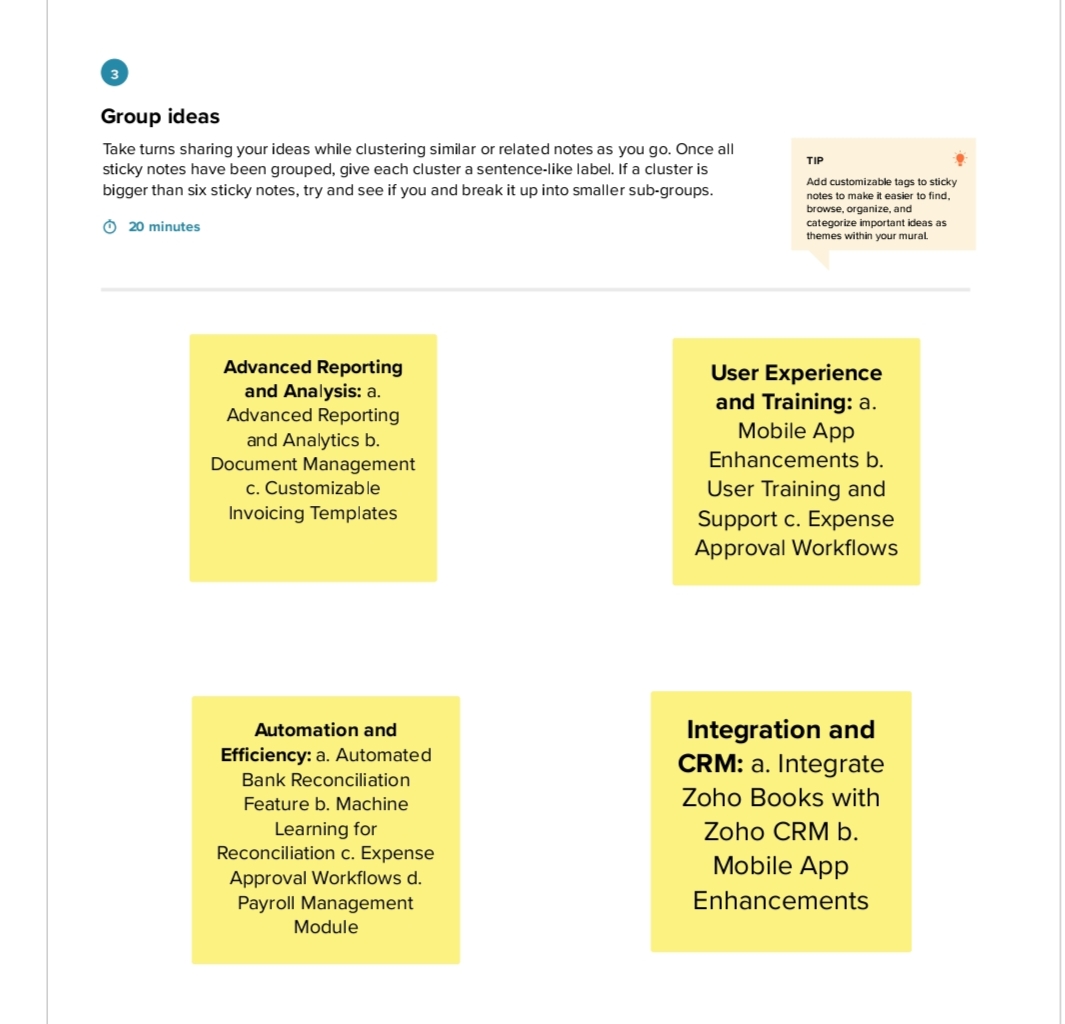 3
Group ideas
Take turns sharing your ideas while clustering similar or related notes as you go. Once all
sticky notes have been grouped, give each cluster a sentence-like label. If a cluster is
bigger than six sticky notes, try and see if you and break it up into smaller sub-groups.
20 minutes
TIP
Add customizable tags to sticky
notes to make it easier to find,
browse, organize, and
categorize important ideas as
themes within your mural.
Advanced Reporting
and Analysis: a.
Advanced Reporting
and Analytics b.
Document Management
c. Customizable
Invoicing Templates
User Experience
and Training: a.
Mobile App
Enhancements b.
User Training and
Support c. Expense
Approval Workflows
Automation and
Efficiency: a. Automated
Bank Reconciliation
Feature b. Machine
Learning for
Reconciliation c. Expense
Approval Workflows d.
Payroll Management
Module
Integration and
CRM: a. Integrate
Zoho Books with
Zoho CRM b.
Mobile App
Enhancements